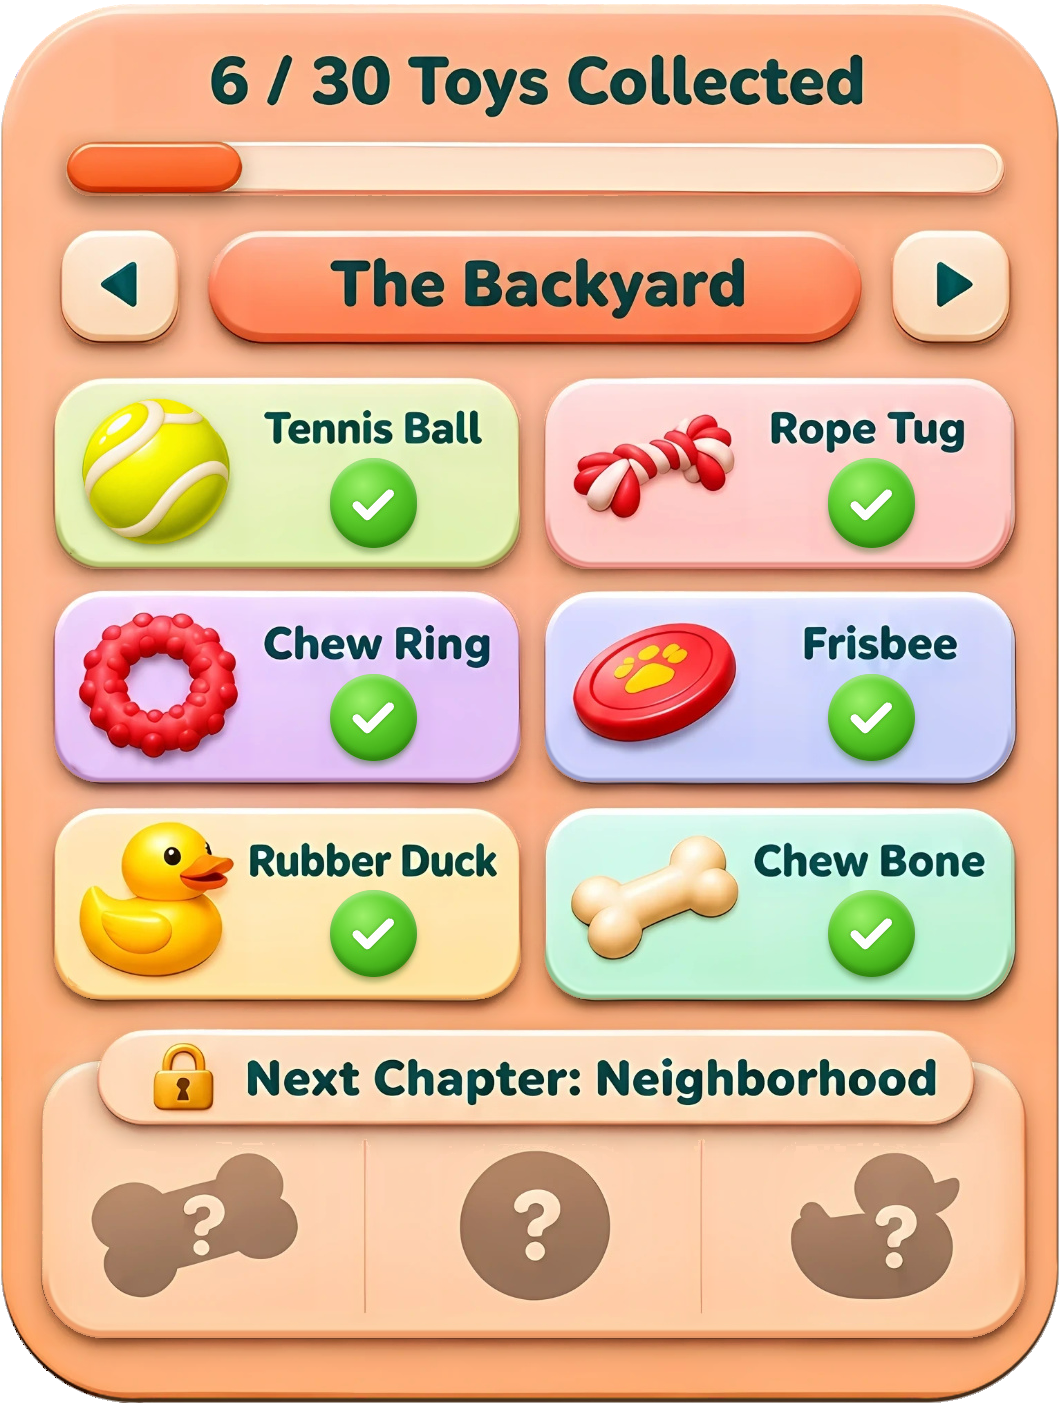 6 / 30 Toys Collected
The Backyard
Tennis Ball
Rope Tug
Chew Ring
Frisbee
Rubber Duck
Chew Bone
Next Chapter: Neighborhood
? ? ?